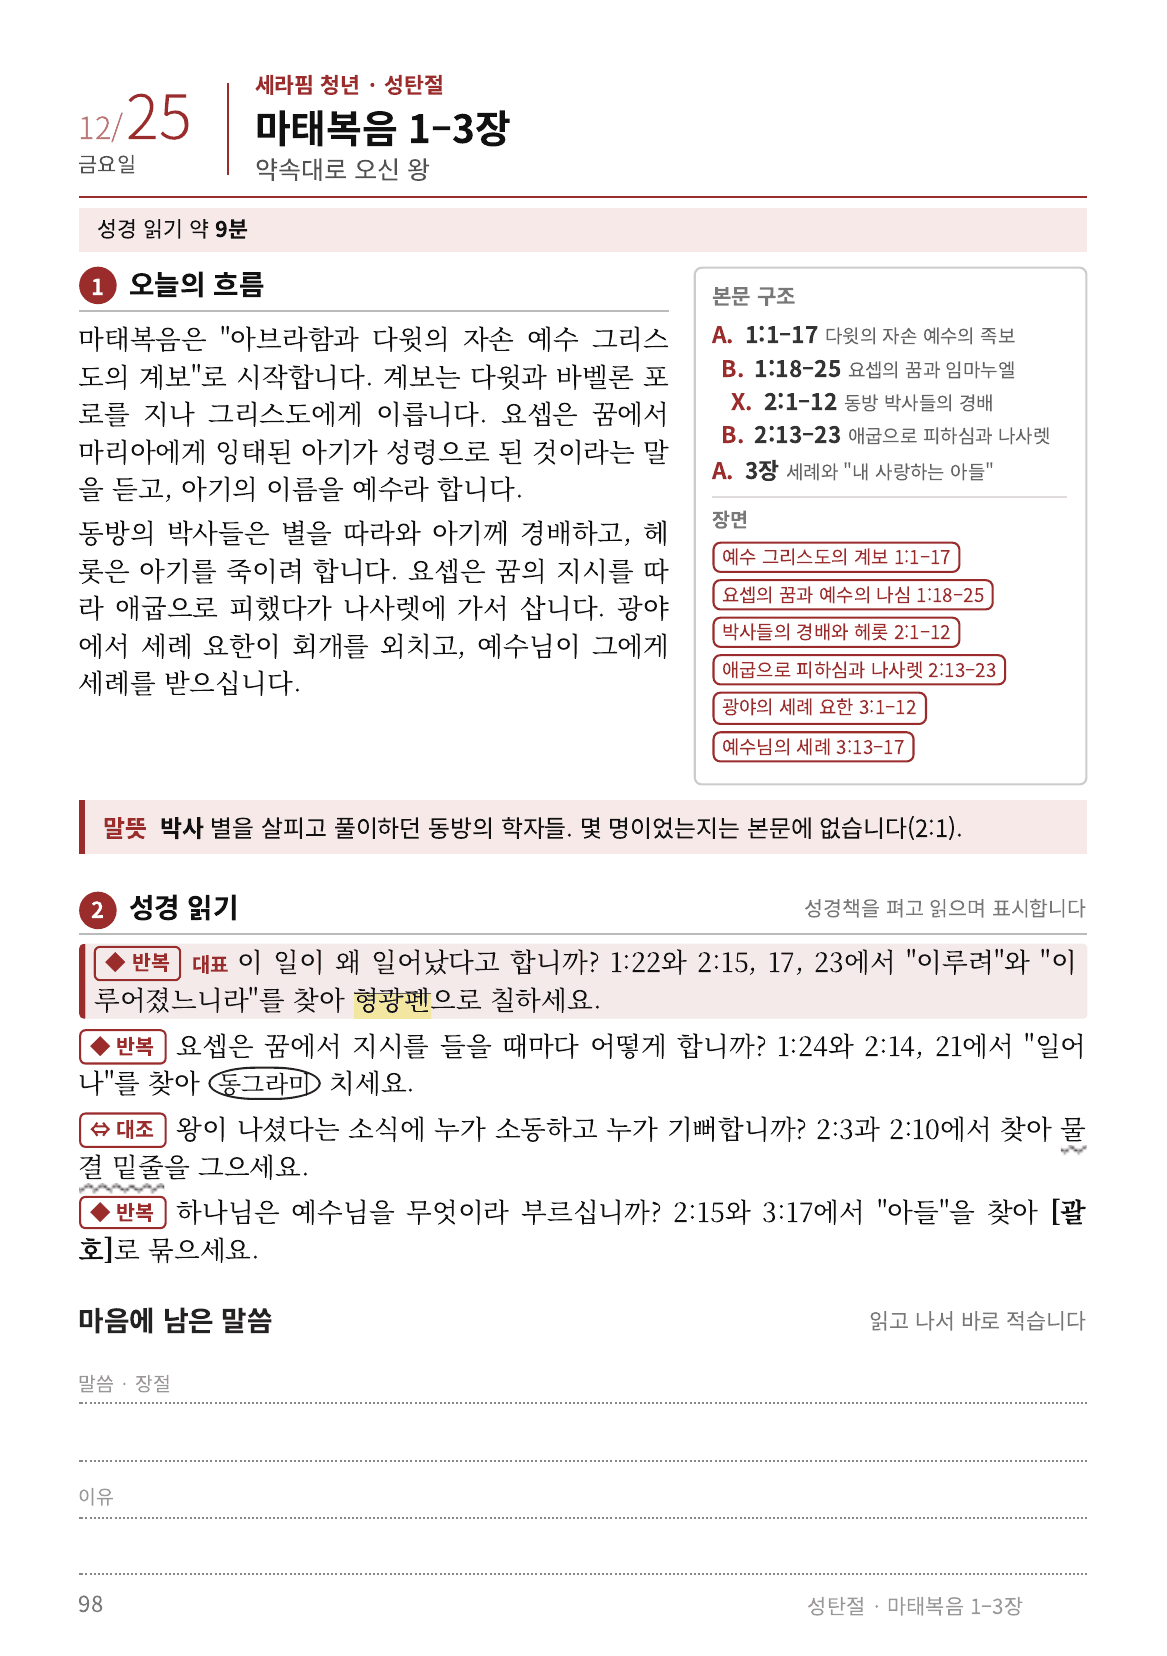 12/25
금요일
세라핌 청년 · 성탄절
마태복음 1–3장
약속대로 오신 왕
성경 읽기 약 9분
1 오늘의 흐름
마태복음은 "아브라함과 다윗의 자손 예수 그리스
도의 계보"로 시작합니다. 계보는 다윗과 바벨론 포
로를 지나 그리스도에게 이릅니다. 요셉은 꿈에서
마리아에게 잉태된 아기가 성령으로 된 것이라는 말
을 듣고, 아기의 이름을 예수라 합니다.
동방의 박사들은 별을 따라와 아기께 경배하고, 헤
롯은 아기를 죽이려 합니다. 요셉은 꿈의 지시를 따
라 애굽으로 피했다가 나사렛에 가서 삽니다. 광야
에서 세례 요한이 회개를 외치고, 예수님이 그에게
세례를 받으십니다.
본문 구조
A. 1:1–17 다윗의 자손 예수의 족보
B. 1:18–25 요셉의 꿈과 임마누엘
X. 2:1–12 동방 박사들의 경배
B. 2:13–23 애굽으로 피하심과 나사렛
A. 3장 세례와 "내 사랑하는 아들"
장면
예수 그리스도의 계보 1:1–17
요셉의 꿈과 예수의 나심 1:18–25
박사들의 경배와 헤롯 2:1–12
애굽으로 피하심과 나사렛 2:13–23
광야의 세례 요한 3:1–12
예수님의 세례 3:13–17
말뜻 박사 별을 살피고 풀이하던 동방의 학자들. 몇 명이었는지는 본문에 없습니다(2:1).
2 성경 읽기
성경책을 펴고 읽으며 표시합니다
◆ 반복 대표 이 일이 왜 일어났다고 합니까? 1:22와 2:15, 17, 23에서 "이루려"와 "이
루어졌느니라"를 찾아 형광펜으로 칠하세요.
◆ 반복 요셉은 꿈에서 지시를 들을 때마다 어떻게 합니까? 1:24와 2:14, 21에서 "일어
나"를 찾아 동그라미 치세요.
⇔ 대조 왕이 나셨다는 소식에 누가 소동하고 누가 기뻐합니까? 2:3과 2:10에서 찾아 물
결 밑줄을 그으세요.
◆ 반복 하나님은 예수님을 무엇이라 부르십니까? 2:15와 3:17에서 "아들"을 찾아 [괄
호]로 묶으세요.
마음에 남은 말씀
읽고 나서 바로 적습니다
말씀 · 장절
이유
98
성탄절 · 마태복음 1–3장